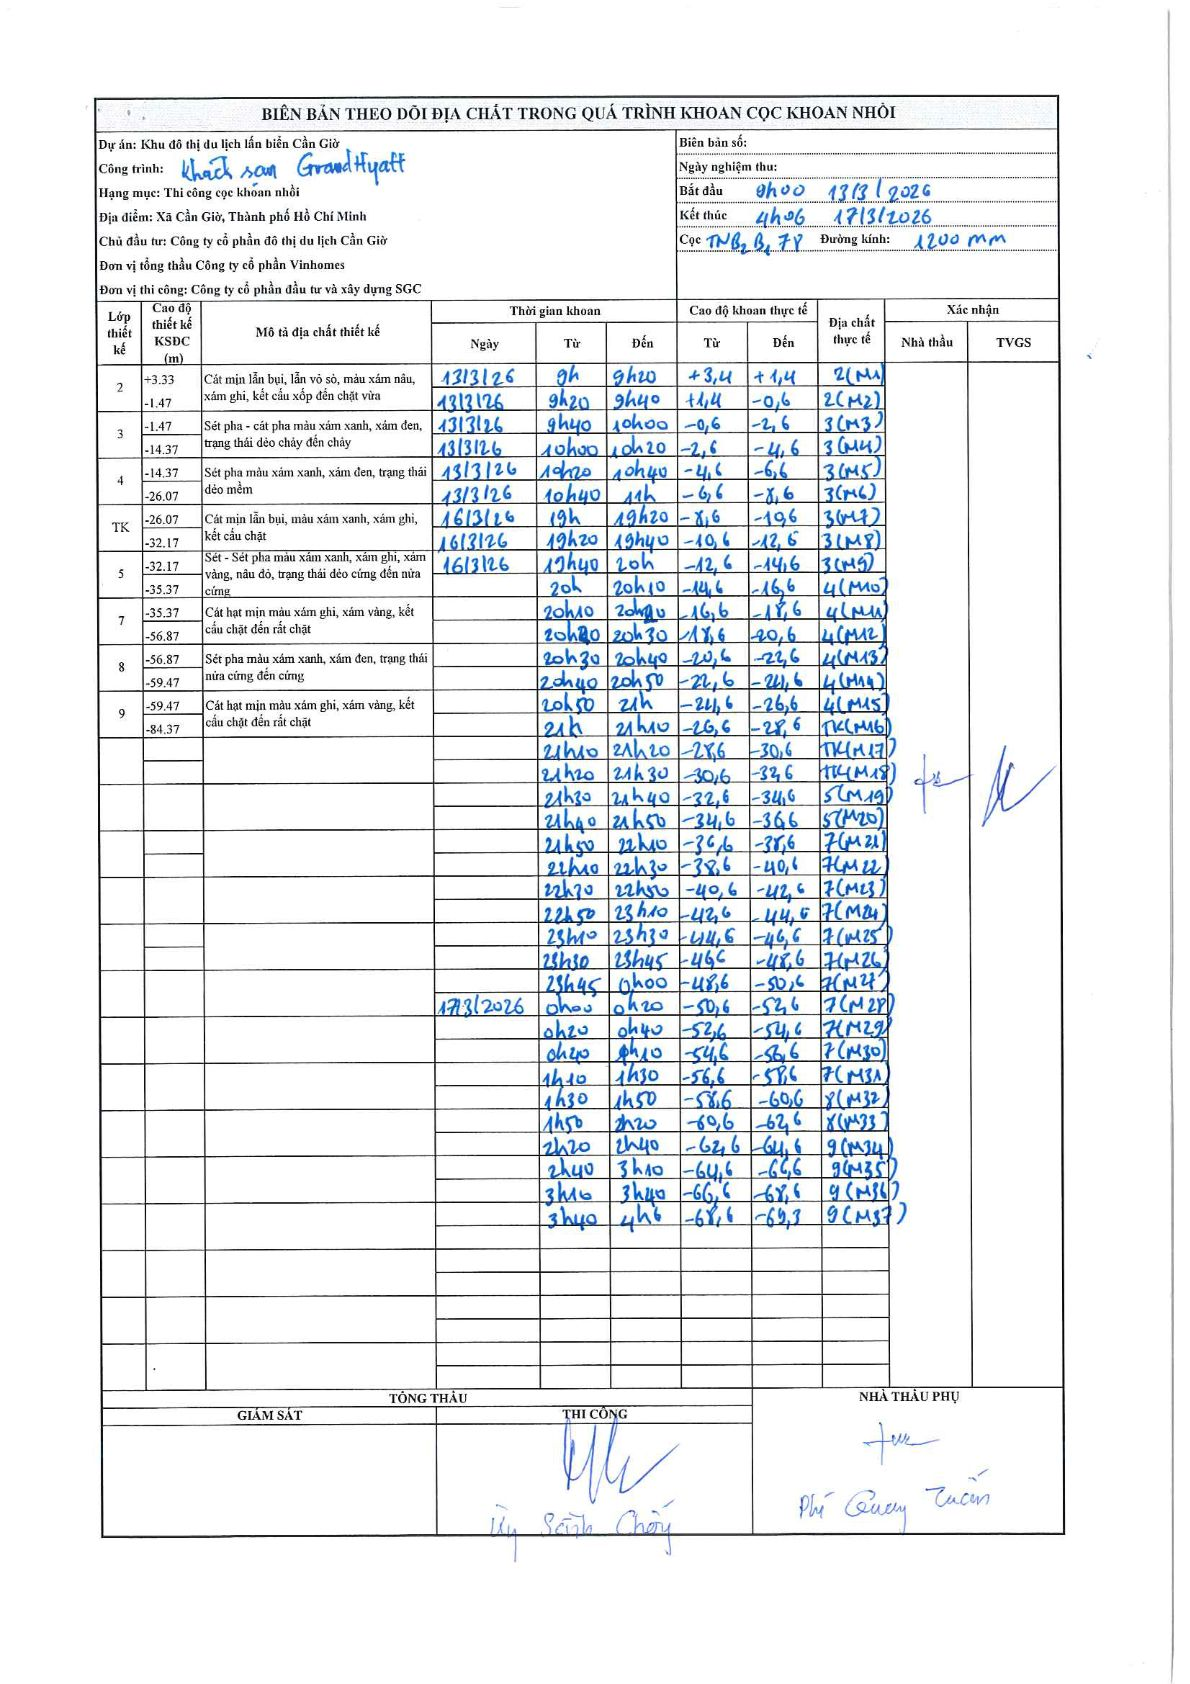 BIÊN BẢN THEO DÕI ĐỊA CHẤT TRONG QUÁ TRÌNH KHOAN CỌC KHOAN NHỒI
Dự án: Khu đô thị du lịch lấn biển Cần Giờ
Công trình: Khách sạn GrandHyatt
Hạng mục: Thi công cọc khoan nhồi
Địa điểm: Xã Cần Giờ, Thành phố Hồ Chí Minh
Chủ đầu tư: Công ty cổ phần đô thị du lịch Cần Giờ
Đơn vị tổng thầu Công ty cổ phần Vinhomes
Đơn vị thi công: Công ty cổ phần đầu tư và xây dựng SGC
Biên bản số:
Ngày nghiệm thu:
Bắt đầu 9h00 13/3/2026
Kết thúc 4h06 17/3/2026
Cọc Đường kính: 1200 mm
Lớp thiết kế Cao độ thiết kế KSĐC (m) Mô tả địa chất thiết kế Thời gian khoan Cao độ khoan thực tế Địa chất thực tế Xác nhận
Ngày Từ Đến Từ Đến Nhà thầu TVGS
2 +3.33 -1.47 Cát mịn lẫn bụi, lẫn vỏ sò, màu xám nâu, xám ghi, kết cấu xốp đến chặt vừa
3 -1.47 -14.37 Sét pha - cát pha màu xám xanh, xám đen, trạng thái dẻo chảy đến chảy
4 -14.37 -26.07 Sét pha màu xám xanh, xám đen, trạng thái dẻo mềm
TK -26.07 -32.17 Cát mịn lẫn bụi, màu xám xanh, xám ghi, kết cấu chặt
5 -32.17 -35.37 Sét - Sét pha màu xám xanh, xám ghi, xám vàng, nâu đỏ, trạng thái dẻo cứng đến nửa cứng
7 -35.37 -56.87 Cát hạt mịn màu xám ghi, xám vàng, kết cấu chặt đến rất chặt
8 -56.87 -59.47 Sét pha màu xám xanh, xám đen, trạng thái nửa cứng đến cứng
9 -59.47 -84.37 Cát hạt mịn màu xám ghi, xám vàng, kết cấu chặt đến rất chặt
13/3/26 9h 9h20 +3,4 +1,4 2(M1)
13/3/26 9h20 9h40 +1,4 -0,6 2(M2)
13/3/26 9h40 10h00 -0,6 -2,6 3(M3)
13/3/26 10h00 10h20 -2,6 -4,6 3(M4)
13/3/26 10h20 10h40 -4,6 -6,6 3(M5)
13/3/26 10h40 11h -6,6 -8,6 3(M6)
16/3/26 19h 19h20 -8,6 -10,6 3(M7)
16/3/26 19h20 19h40 -10,6 -12,6 3(M8)
16/3/26 19h40 20h -12,6 -14,6 3(M9)
20h 20h10 -14,6 -16,6 4(M10)
20h10 20h20 -16,6 -18,6 4(M11)
20h20 20h30 -18,6 -20,6 4(M12)
20h30 20h40 -20,6 -22,6 4(M13)
20h40 20h50 -22,6 -24,6 4(M14)
20h50 21h -24,6 -26,6 4(M15)
21h 21h10 -26,6 -28,6 TK(M16)
21h10 21h20 -28,6 -30,6 TK(M17)
21h20 21h30 -30,6 -32,6 TK(M18)
21h30 21h40 -32,6 -34,6 5(M19)
21h40 21h50 -34,6 -36,6 5(M20)
21h50 22h10 -36,6 -38,6 7(M21)
22h10 22h30 -38,6 -40,6 7(M22
22h30 22h50 -40,6 -42,6 7(M23)
22h50 23h10 -42,6 -44,6 7(M24)
23h10 23h30 -44,6 -46,6 7(M25)
23h30 23h45 -46,6 -48,6 7(M26)
23h45 0h00 -48,6 -50,6 7(M27)
17/3/2026 0h00 0h20 -50,6 -52,6 7(M28)
0h20 0h40 -52,6 -54,6 7(M29)
0h40 1h10 -54,6 -56,6 7(M30)
1h10 1h30 -56,6 -58,6 7(M31)
1h30 1h50 -58,6 -60,6 8(M32)
1h50 2h20 -60,6 -62,6 8(M33)
2h20 2h40 -62,6 -64,6 9(M34)
2h40 3h10 -64,6 -66,6 9(M35)
3h10 3h40 -66,6 -68,6 9(M36)
3h40 4h6 -68,6 -69,3 9(M37)
TỔNG THẦU NHÀ THẦU PHỤ
GIÁM SÁT THI CÔNG
Phí Quang Tuấn